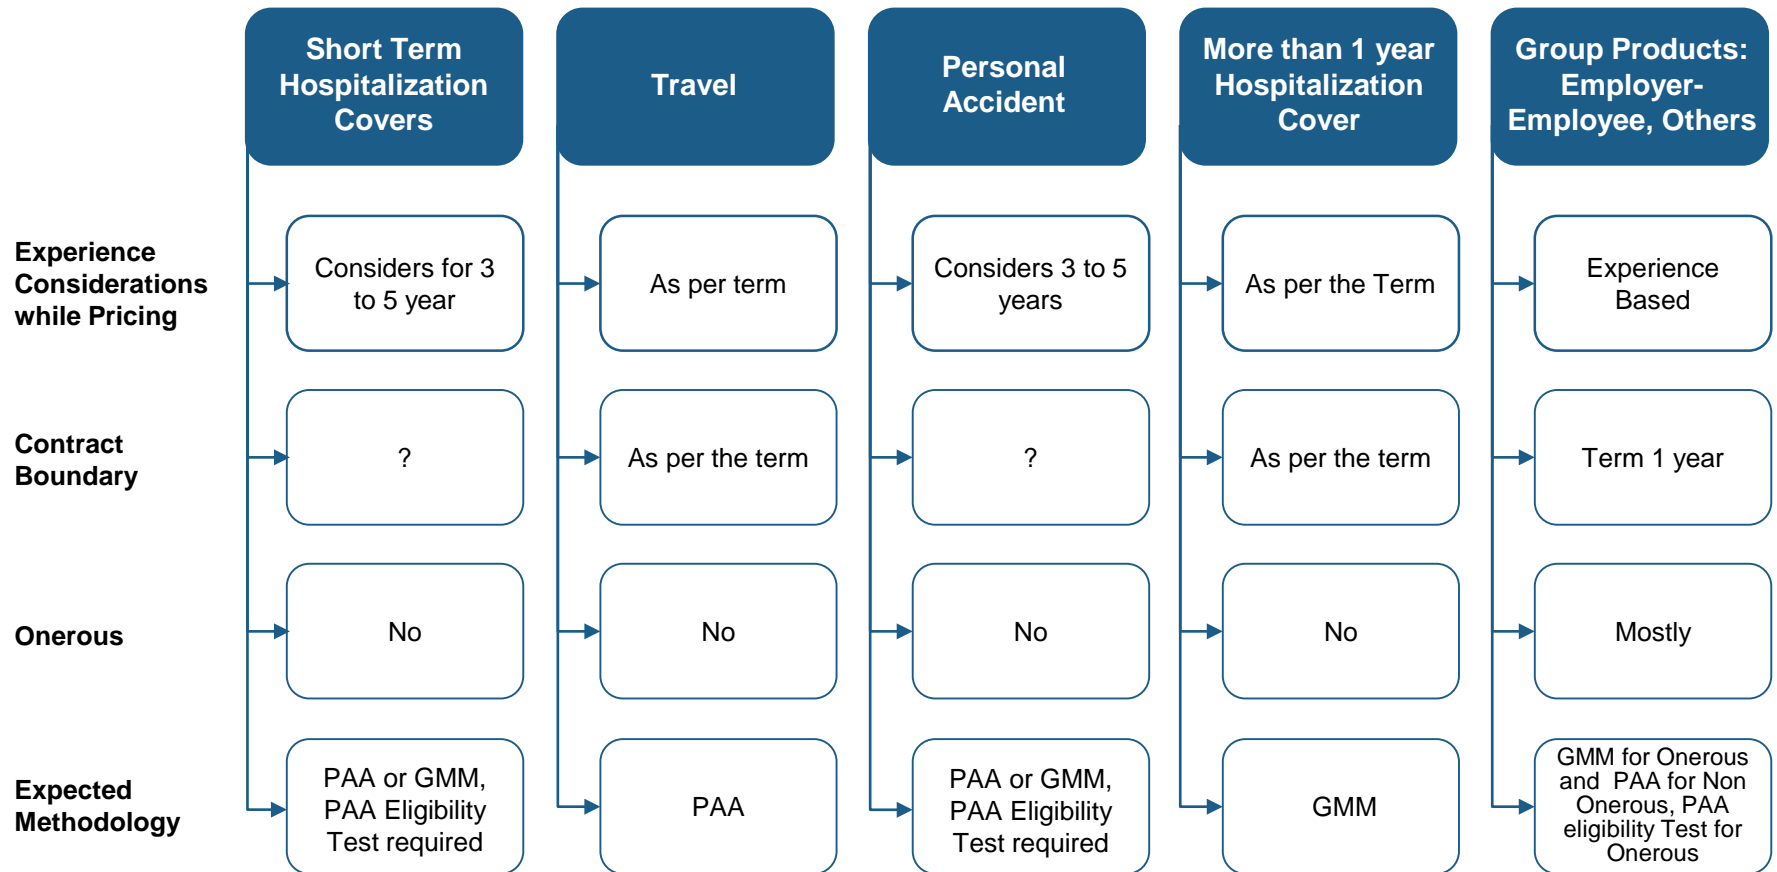 Short Term
Hospitalization
Covers
Travel
Personal
Accident
More than 1 year
Hospitalization
Cover
Group Products:
Employer-
Employee, Others
Experience
Considerations
while Pricing
Considers for 3
to 5 year
As per term
Considers 3 to 5
years
As per the Term
Experience
Based
Contract
Boundary
?
As per the term
?
As per the term
Term 1 year
Onerous
No
No
No
No
Mostly
Expected
Methodology
PAA or GMM,
PAA Eligibility
Test required
PAA
PAA or GMM,
PAA Eligibility
Test required
GMM
GMM for Onerous
and PAA for Non
Onerous, PAA
eligibility Test for
Onerous